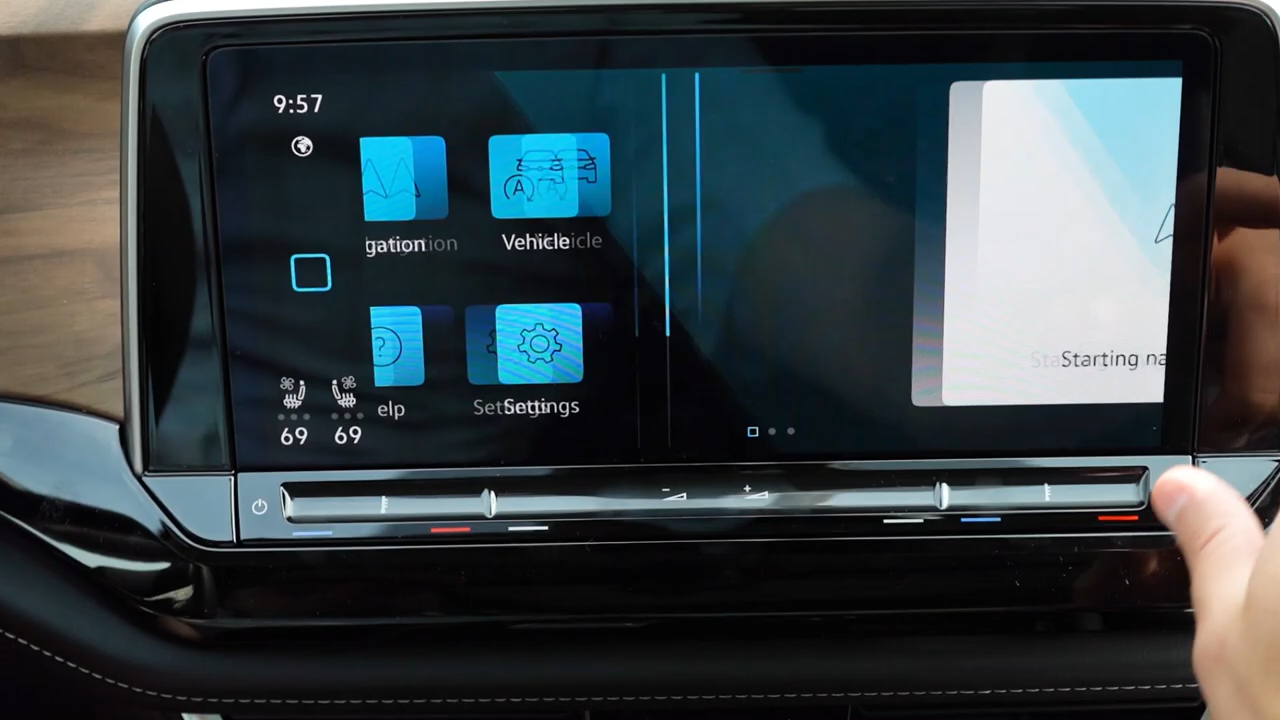 9:57
gation
Vehicle
elp
Settings
Starting na
69 69
A
?
- +